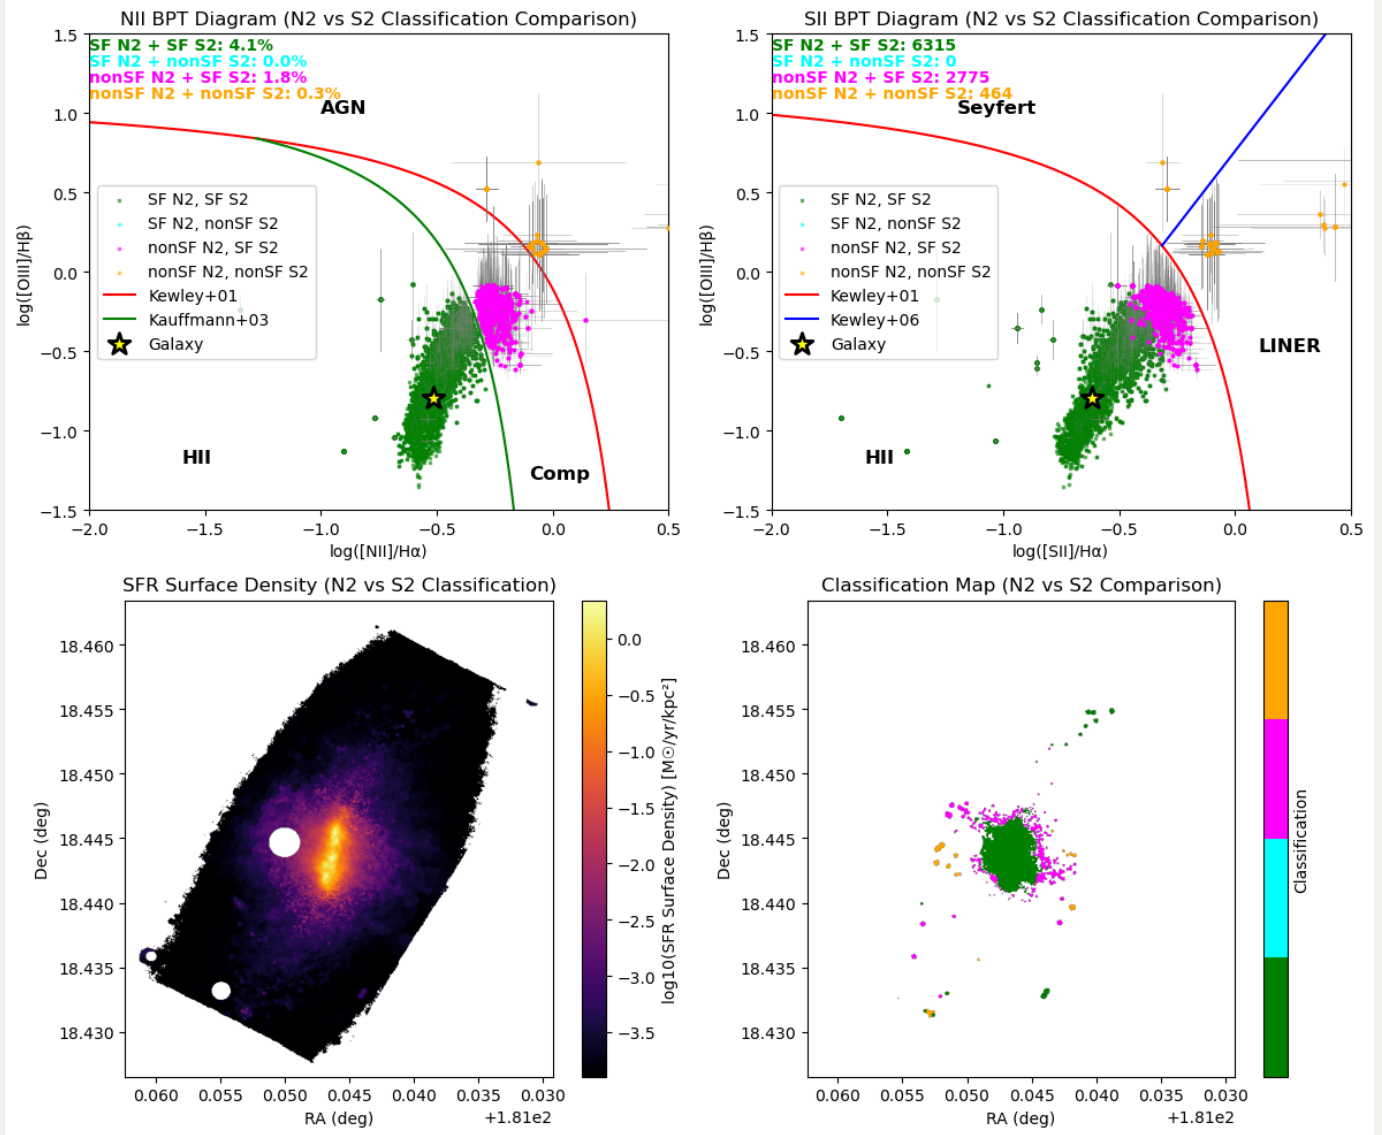 NII BPT Diagram (N2 vs S2 Classification Comparison)
SF N2 + SF S2: 4.1%
SF N2 + nonSF S2: 0.0%
nonSF N2 + SF S2: 1.8%
nonSF N2 + nonSF S2: 0.3%
AGN
SF N2, SF S2
SF N2, nonSF S2
nonSF N2, SF S2
nonSF N2, nonSF S2
Kewley+01
Kauffmann+03
Galaxy
HII
Comp
1.5
1.0
0.5
0.0
−0.5
−1.0
−1.5
log([OIII]/Hβ)
−2.0 −1.5 −1.0 −0.5 0.0 0.5
log([NII]/Hα)
SII BPT Diagram (N2 vs S2 Classification Comparison)
SF N2 + SF S2: 6315
SF N2 + nonSF S2: 0
nonSF N2 + SF S2: 2775
nonSF N2 + nonSF S2: 464
Seyfert
SF N2, SF S2
SF N2, nonSF S2
nonSF N2, SF S2
nonSF N2, nonSF S2
Kewley+01
Kewley+06
Galaxy
LINER
HII
1.5
1.0
0.5
0.0
−0.5
−1.0
−1.5
log([OIII]/Hβ)
−2.0 −1.5 −1.0 −0.5 0.0 0.5
log([SII]/Hα)
SFR Surface Density (N2 vs S2 Classification)
18.460
18.455
18.450
18.445
18.440
18.435
18.430
Dec (deg)
0.060 0.055 0.050 0.045 0.040 0.035 0.030
RA (deg)
+1.81e2
0.0
−0.5
−1.0
−1.5
−2.0
−2.5
−3.0
−3.5
log10(SFR Surface Density) [M☉/yr/kpc²]
Classification Map (N2 vs S2 Comparison)
18.460
18.455
18.450
18.445
18.440
18.435
18.430
Dec (deg)
0.060 0.055 0.050 0.045 0.040 0.035 0.030
RA (deg)
+1.81e2
Classification